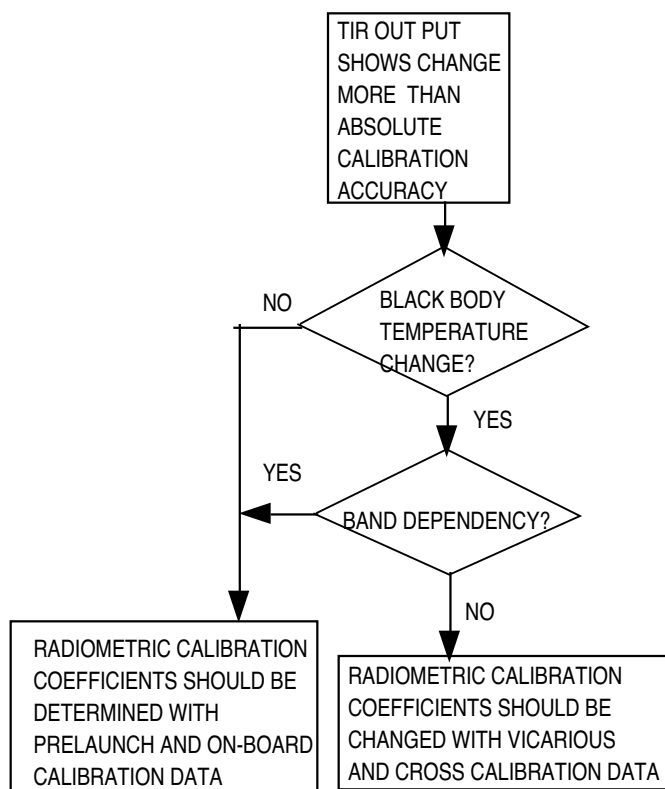 TIR OUT PUT
SHOWS CHANGE
MORE THAN
ABSOLUTE
CALIBRATION
ACCURACY
NO
BLACK BODY
TEMPERATURE
CHANGE?
YES
YES
BAND DEPENDENCY?
NO
RADIOMETRIC CALIBRATION
COEFFICIENTS SHOULD BE
DETERMINED WITH
PRELAUNCH AND ON-BOARD
CALIBRATION DATA
RADIOMETRIC CALIBRATION
COEFFICIENTS SHOULD BE
CHANGED WITH VICARIOUS
AND CROSS CALIBRATION DATA